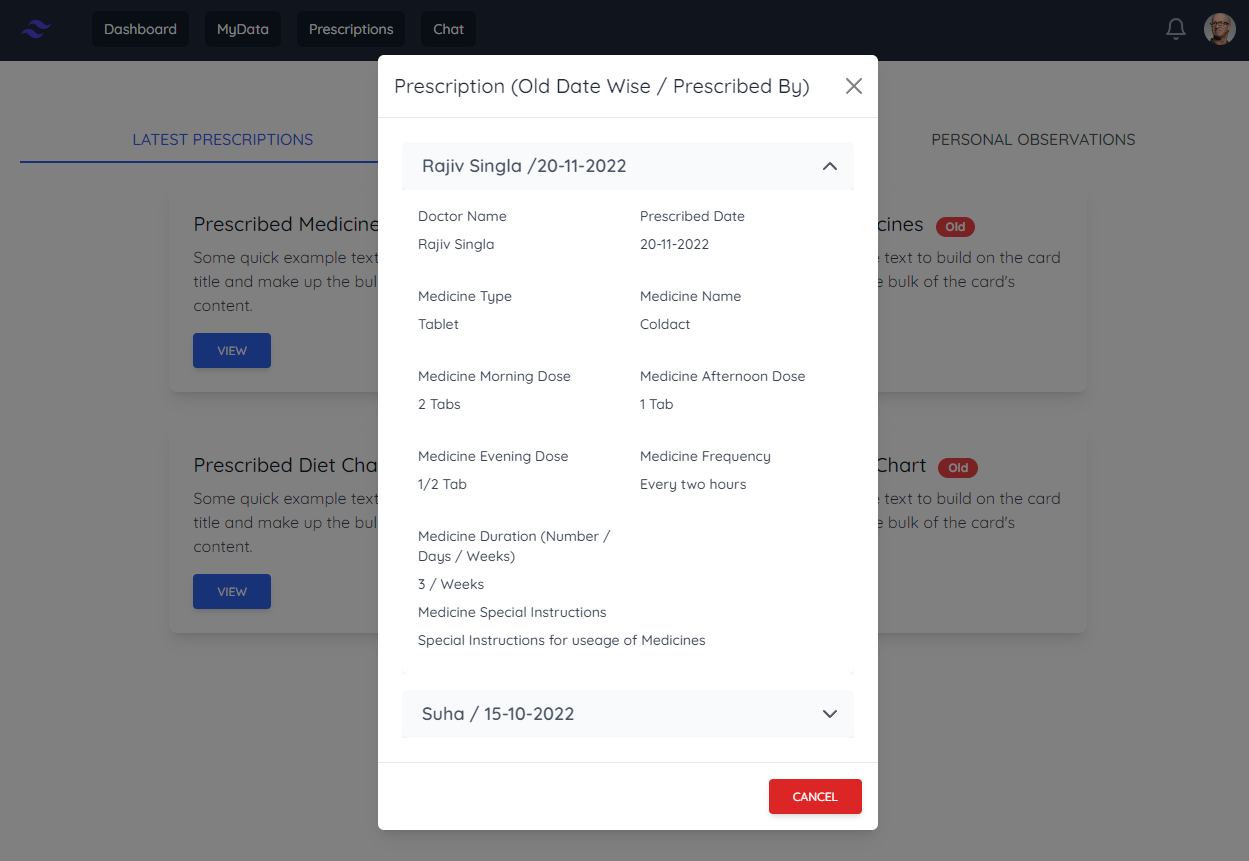 Dashboard
MyData
Prescriptions
Chat
Prescription (Old Date Wise / Prescribed By)
LATEST PRESCRIPTIONS
PERSONAL OBSERVATIONS
Rajiv Singla /20-11-2022
Doctor Name
Prescribed Date
Rajiv Singla
20-11-2022
Medicine Type
Medicine Name
Tablet
Coldact
Medicine Morning Dose
Medicine Afternoon Dose
2 Tabs
1 Tab
Medicine Evening Dose
Medicine Frequency
1/2 Tab
Every two hours
Medicine Duration (Number /
Days / Weeks)
3 / Weeks
Medicine Special Instructions
Special Instructions for useage of Medicines
Suha / 15-10-2022
CANCEL
Prescribed Medicine
Some quick example text
title and make up the bul
content.
VIEW
cines Old
text to build on the card
e bulk of the card's
Prescribed Diet Cha
Some quick example text
title and make up the bul
content.
VIEW
Chart Old
text to build on the card
e bulk of the card's